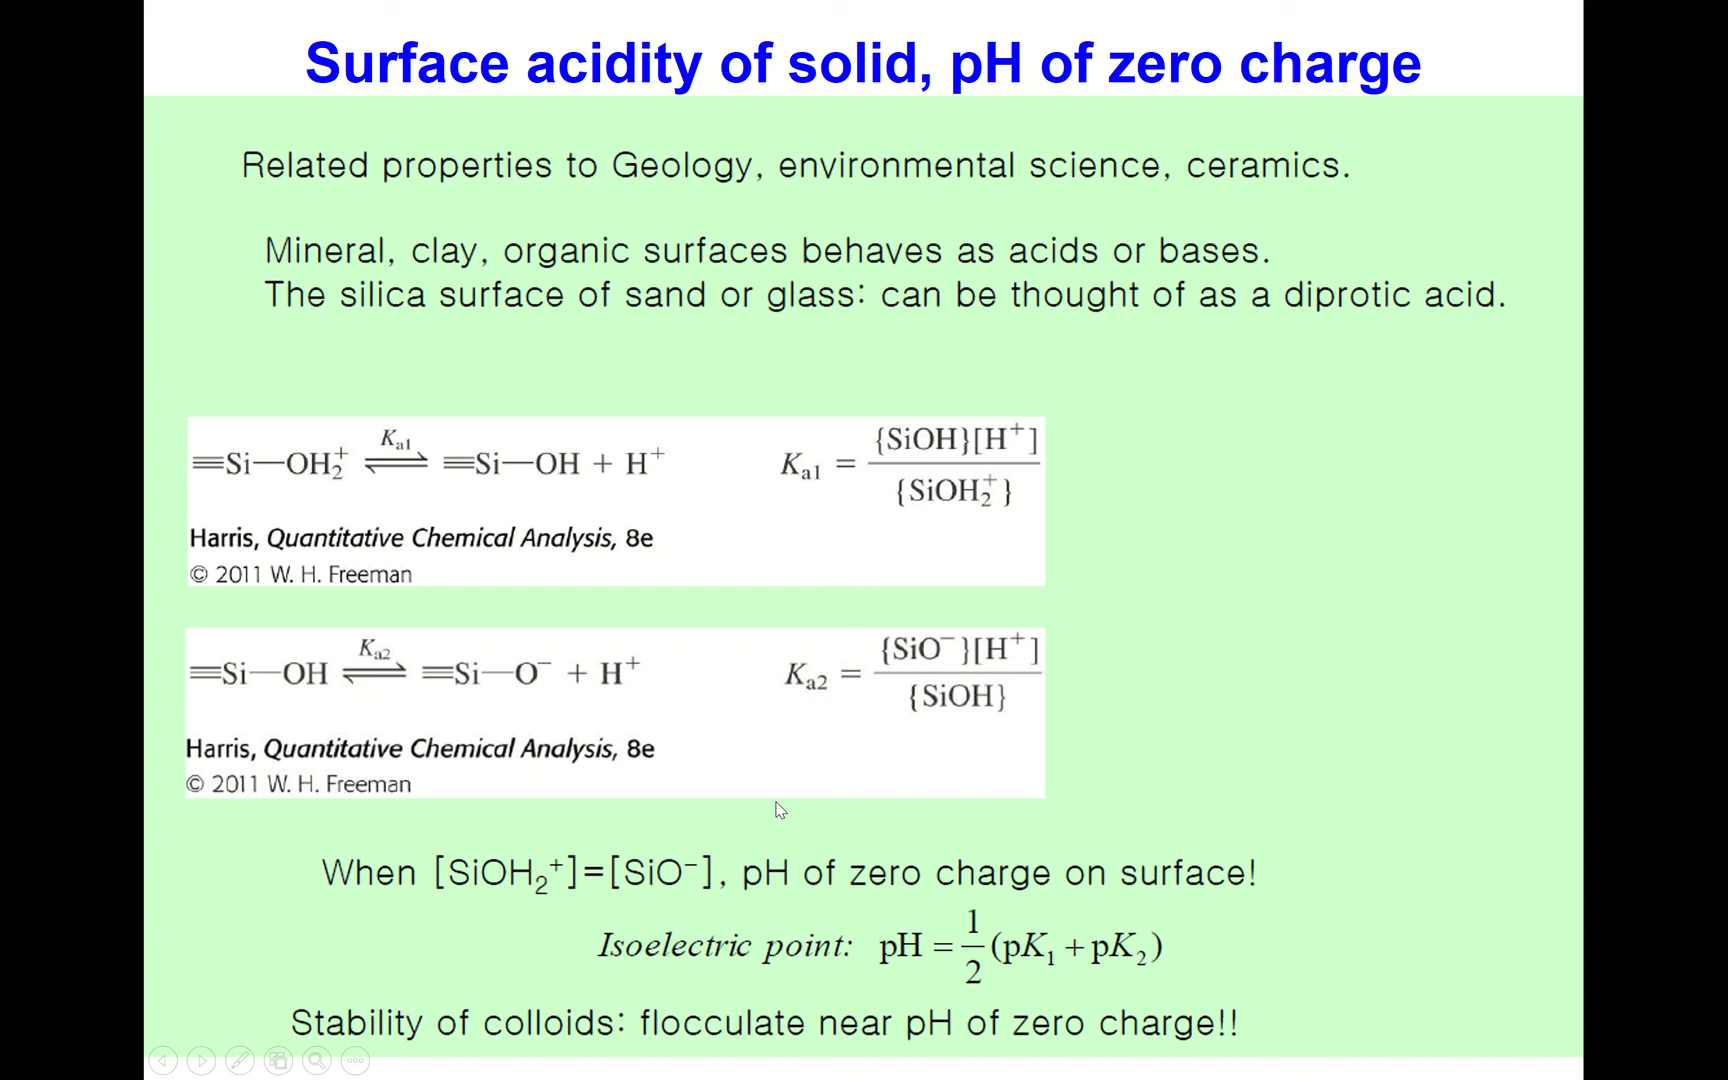 Surface acidity of solid, pH of zero charge
Related properties to Geology, environmental science, ceramics.
Mineral, clay, organic surfaces behaves as acids or bases.
The silica surface of sand or glass: can be thought of as a diprotic acid.
≡Si—OH₂⁺ ⇌ ≡Si—OH + H⁺  Kₐ₁ = {SiOH}[H⁺] / {SiOH₂⁺}
Kₐ₁
Harris, Quantitative Chemical Analysis, 8e
© 2011 W. H. Freeman
≡Si—OH ⇌ ≡Si—O⁻ + H⁺  Kₐ₂ = {SiO⁻}[H⁺] / {SiOH}
Kₐ₂
Harris, Quantitative Chemical Analysis, 8e
© 2011 W. H. Freeman
When [SiOH₂⁺]=[SiO⁻], pH of zero charge on surface!
Isoelectric point: pH = 1/2 (pK₁ + pK₂)
Stability of colloids: flocculate near pH of zero charge!!